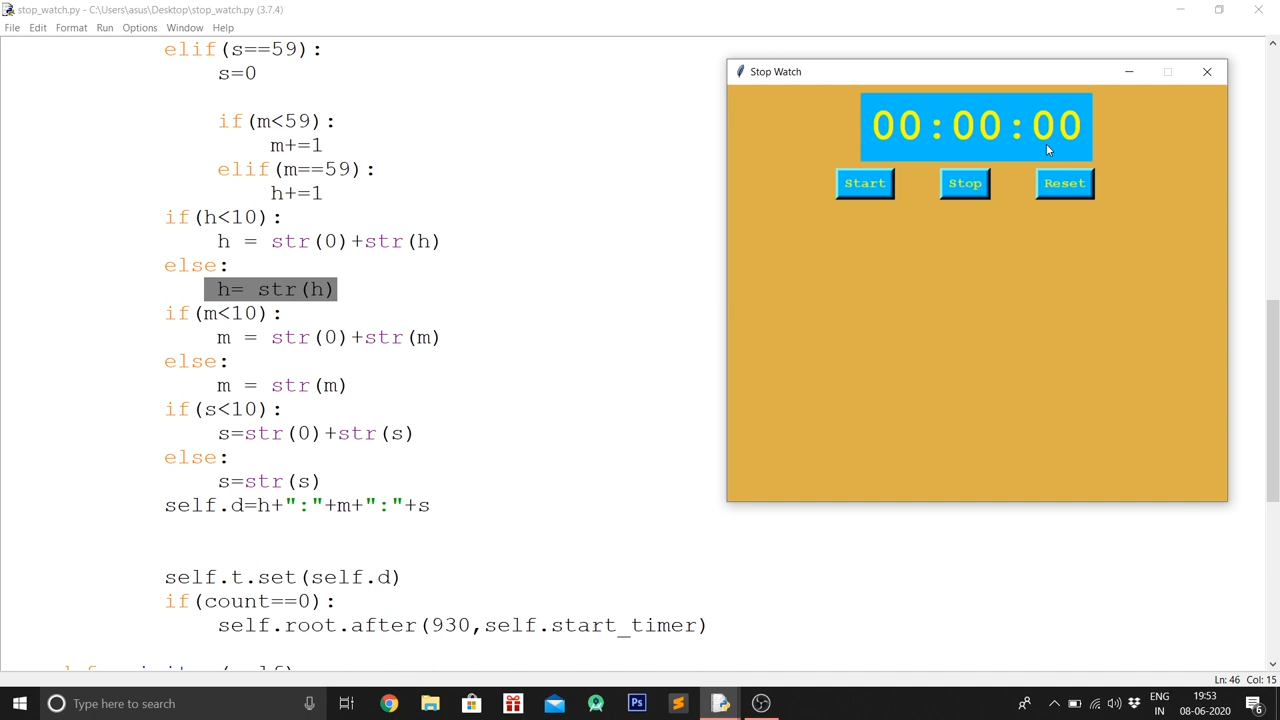 stop_watch.py - C:\Users\asus\Desktop\stop_watch.py (3.7.4)
File Edit Format Run Options Window Help
elif(s==59):
s=0
if(m<59):
m+=1
elif(m==59):
h+=1
if(h<10):
h = str(0)+str(h)
else:
h= str(h)
if(m<10):
m = str(0)+str(m)
else:
m = str(m)
if(s<10):
s=str(0)+str(s)
else:
s=str(s)
self.d=h+":"+m+":"+s
self.t.set(self.d)
if(count==0):
self.root.after(930,self.start_timer)
Stop Watch
00:00:00
Start Stop Reset
Ln: 46 Col: 15
Type here to search
Ps
ENG
IN
19:53
08-06-2020
6